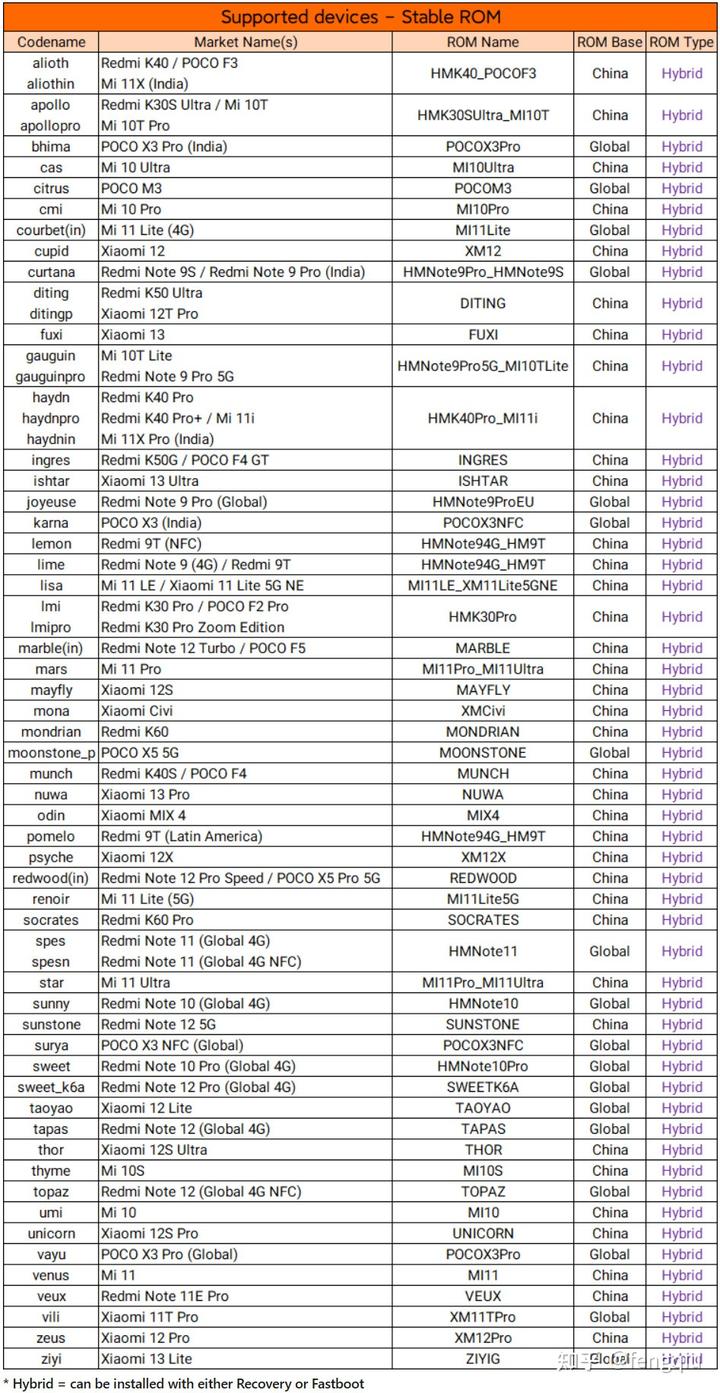 Supported devices – Stable ROM
Codename Market Name(s) ROM Name ROM Base ROM Type
alioth Redmi K40 / POCO F3
HMK40_POCOF3 China Hybrid
aliothin Mi 11X (India)
apollo Redmi K30S Ultra / Mi 10T
HMK30SUltra_MI10T China Hybrid
apollopro Mi 10T Pro
bhima POCO X3 Pro (India) POCOX3Pro Global Hybrid
cas Mi 10 Ultra MI10Ultra China Hybrid
citrus POCO M3 POCOM3 Global Hybrid
cmi Mi 10 Pro MI10Pro China Hybrid
courbet(in) Mi 11 Lite (4G) MI11Lite Global Hybrid
cupid Xiaomi 12 XM12 China Hybrid
curtana Redmi Note 9S / Redmi Note 9 Pro (India) HMNote9Pro_HMNote9S Global Hybrid
diting Redmi K50 Ultra
DITING China Hybrid
ditingp Xiaomi 12T Pro
fuxi Xiaomi 13 FUXI China Hybrid
gauguin Mi 10T Lite
HMNote9Pro5G_MI10TLite China Hybrid
gauguinpro Redmi Note 9 Pro 5G
haydn Redmi K40 Pro
haydnpro Redmi K40 Pro+ / Mi 11i HMK40Pro_MI11i China Hybrid
haydnin Mi 11X Pro (India)
ingres Redmi K50G / POCO F4 GT INGRES China Hybrid
ishtar Xiaomi 13 Ultra ISHTAR China Hybrid
joyeuse Redmi Note 9 Pro (Global) HMNote9ProEU Global Hybrid
karna POCO X3 (India) POCOX3NFC Global Hybrid
lemon Redmi 9T (NFC) HMNote94G_HM9T China Hybrid
lime Redmi Note 9 (4G) / Redmi 9T HMNote94G_HM9T China Hybrid
lisa Mi 11 LE / Xiaomi 11 Lite 5G NE MI11LE_XM11Lite5GNE China Hybrid
lmi Redmi K30 Pro / POCO F2 Pro
HMK30Pro China Hybrid
lmipro Redmi K30 Pro Zoom Edition
marble(in) Redmi Note 12 Turbo / POCO F5 MARBLE China Hybrid
mars Mi 11 Pro MI11Pro_MI11Ultra China Hybrid
mayfly Xiaomi 12S MAYFLY China Hybrid
mona Xiaomi Civi XMCivi China Hybrid
mondrian Redmi K60 MONDRIAN China Hybrid
moonstone_p POCO X5 5G MOONSTONE Global Hybrid
munch Redmi K40S / POCO F4 MUNCH China Hybrid
nuwa Xiaomi 13 Pro NUWA China Hybrid
odin Xiaomi MIX 4 MIX4 China Hybrid
pomelo Redmi 9T (Latin America) HMNote94G_HM9T China Hybrid
psyche Xiaomi 12X XM12X China Hybrid
redwood(in) Redmi Note 12 Pro Speed / POCO X5 Pro 5G REDWOOD China Hybrid
renoir Mi 11 Lite (5G) MI11Lite5G China Hybrid
socrates Redmi K60 Pro SOCRATES China Hybrid
spes Redmi Note 11 (Global 4G)
HMNote11 Global Hybrid
spesn Redmi Note 11 (Global 4G NFC)
star Mi 11 Ultra MI11Pro_MI11Ultra China Hybrid
sunny Redmi Note 10 (Global 4G) HMNote10 Global Hybrid
sunstone Redmi Note 12 5G SUNSTONE China Hybrid
surya POCO X3 NFC (Global) POCOX3NFC Global Hybrid
sweet Redmi Note 10 Pro (Global 4G) HMNote10Pro Global Hybrid
sweet_k6a Redmi Note 12 Pro (Global 4G) SWEETK6A Global Hybrid
taoyao Xiaomi 12 Lite TAOYAO Global Hybrid
tapas Redmi Note 12 (Global 4G) TAPAS Global Hybrid
thor Xiaomi 12S Ultra THOR China Hybrid
thyme Mi 10S MI10S China Hybrid
topaz Redmi Note 12 (Global 4G NFC) TOPAZ Global Hybrid
umi Mi 10 MI10 China Hybrid
unicorn Xiaomi 12S Pro UNICORN China Hybrid
vayu POCO X3 Pro (Global) POCOX3Pro Global Hybrid
venus Mi 11 MI11 China Hybrid
veux Redmi Note 11E Pro VEUX China Hybrid
vili Xiaomi 11T Pro XM11TPro Global Hybrid
zeus Xiaomi 12 Pro XM12Pro China Hybrid
ziyi Xiaomi 13 Lite ZIYIG Global Hybrid
知乎 @fengqiu
* Hybrid = can be installed with either Recovery or Fastboot